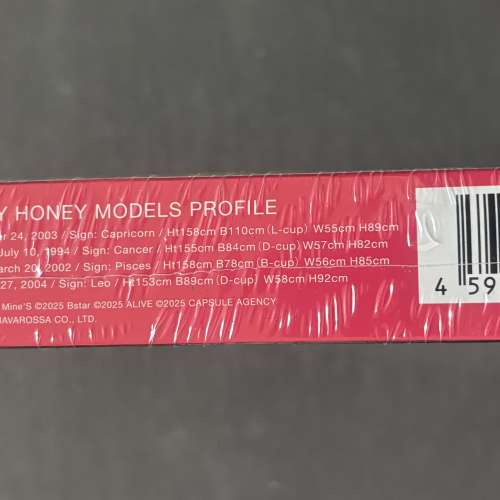 Y HONEY MODELS PROFILE
24, 2003 / Sign: Capricorn / Ht158cm B110cm (L-cup) W55cm H89cm
July 10, 1994 / Sign: Cancer / Ht155cm B84cm (D-cup) W57cm H82cm
arch 20, 2002 / Sign: Pisces / Ht158cm B78cm (B-cup) W56cm H85cm
27, 2004 / Sign: Leo / Ht153cm B89cm (D-cup) W58cm H92cm
Mine'S ©2025 Bstar ©2025 ALIVE ©2025 CAPSULE AGENCY
JAVAROSSA CO., LTD.
4 59